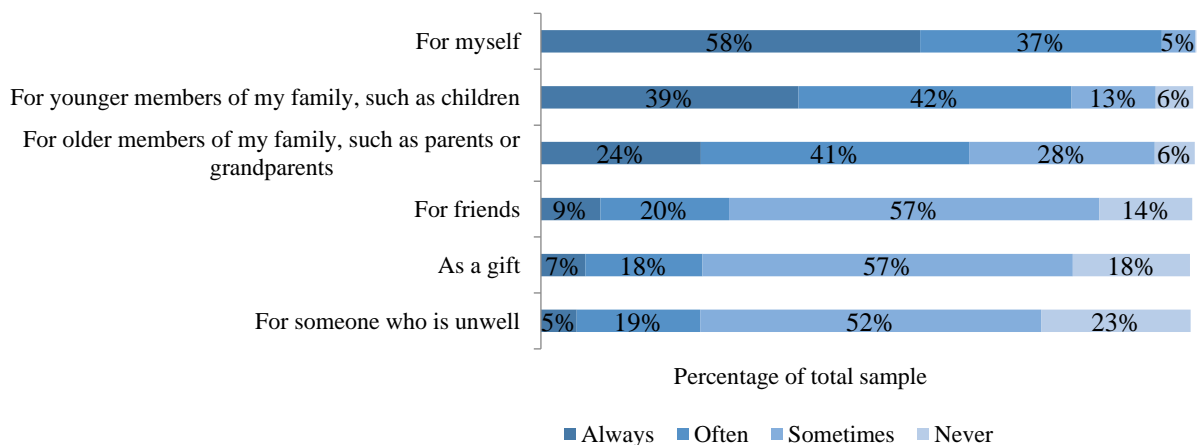 For myself
58% 37% 5%
For younger members of my family, such as children
39% 42% 13% 6%
For older members of my family, such as parents or
grandparents
24% 41% 28% 6%
For friends
9% 20% 57% 14%
As a gift
7% 18% 57% 18%
For someone who is unwell
5% 19% 52% 23%
Percentage of total sample
Always Often Sometimes Never